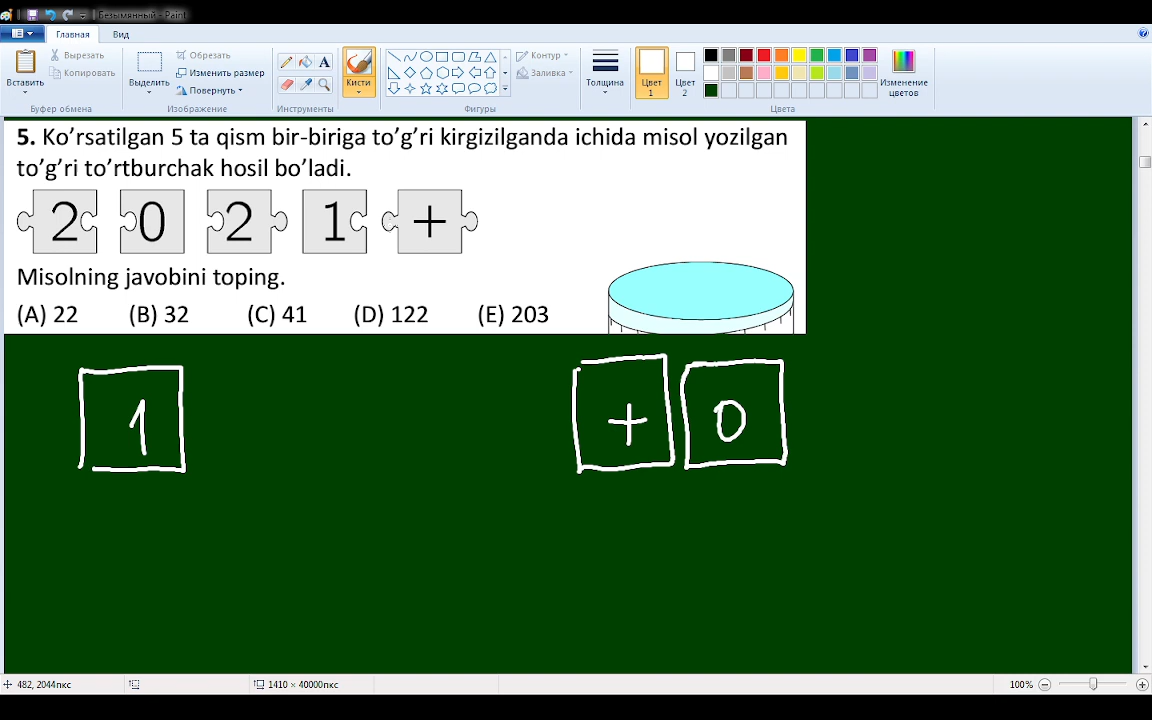 Безымянный - Paint
Главная Вид
Вставить
Вырезать
Копировать
Буфер обмена
Выделить
Обрезать
Изменить размер
Повернуть
Изображение
A
Инструменты
Кисти
Контур
Заливка
Фигуры
Толщина
Цвет 1
Цвет 2
Изменение цветов
Цвета
5. Ko’rsatilgan 5 ta qism bir-biriga to’g’ri kirgizilganda ichida misol yozilgan
to’g’ri to’rtburchak hosil bo’ladi.
2 0 2 1 +
Misolning javobini toping.
(A) 22 (B) 32 (C) 41 (D) 122 (E) 203
1 + 0
482, 2044пкс 1410 × 40000пкс 100%